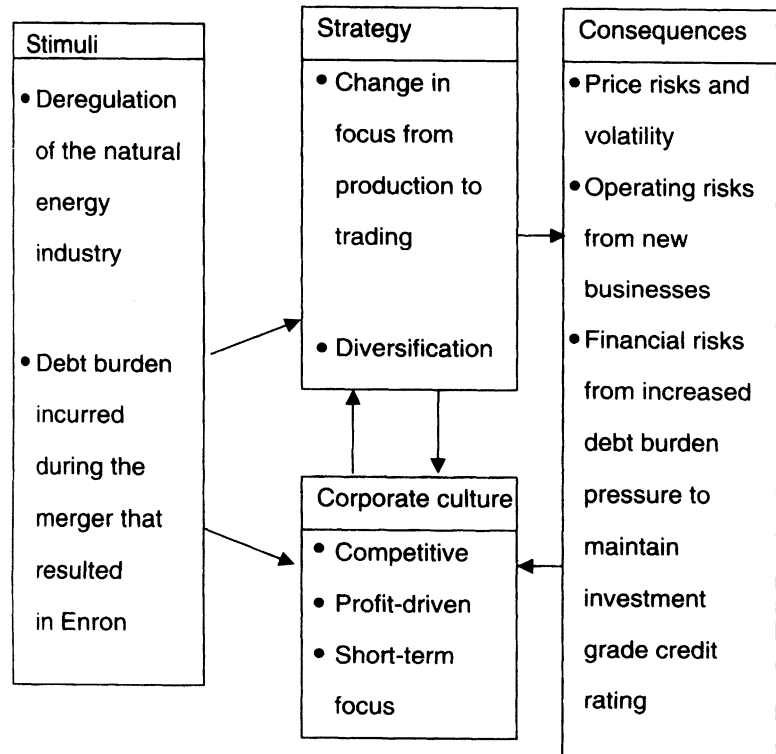 Stimuli
• Deregulation
of the natural
energy
industry
• Debt burden
incurred
during the
merger that
resulted
in Enron
Strategy
• Change in
focus from
production to
trading
• Diversification
Corporate culture
• Competitive
• Profit-driven
• Short-term
focus
Consequences
• Price risks and
volatility
• Operating risks
from new
businesses
• Financial risks
from increased
debt burden
pressure to
maintain
investment
grade credit
rating